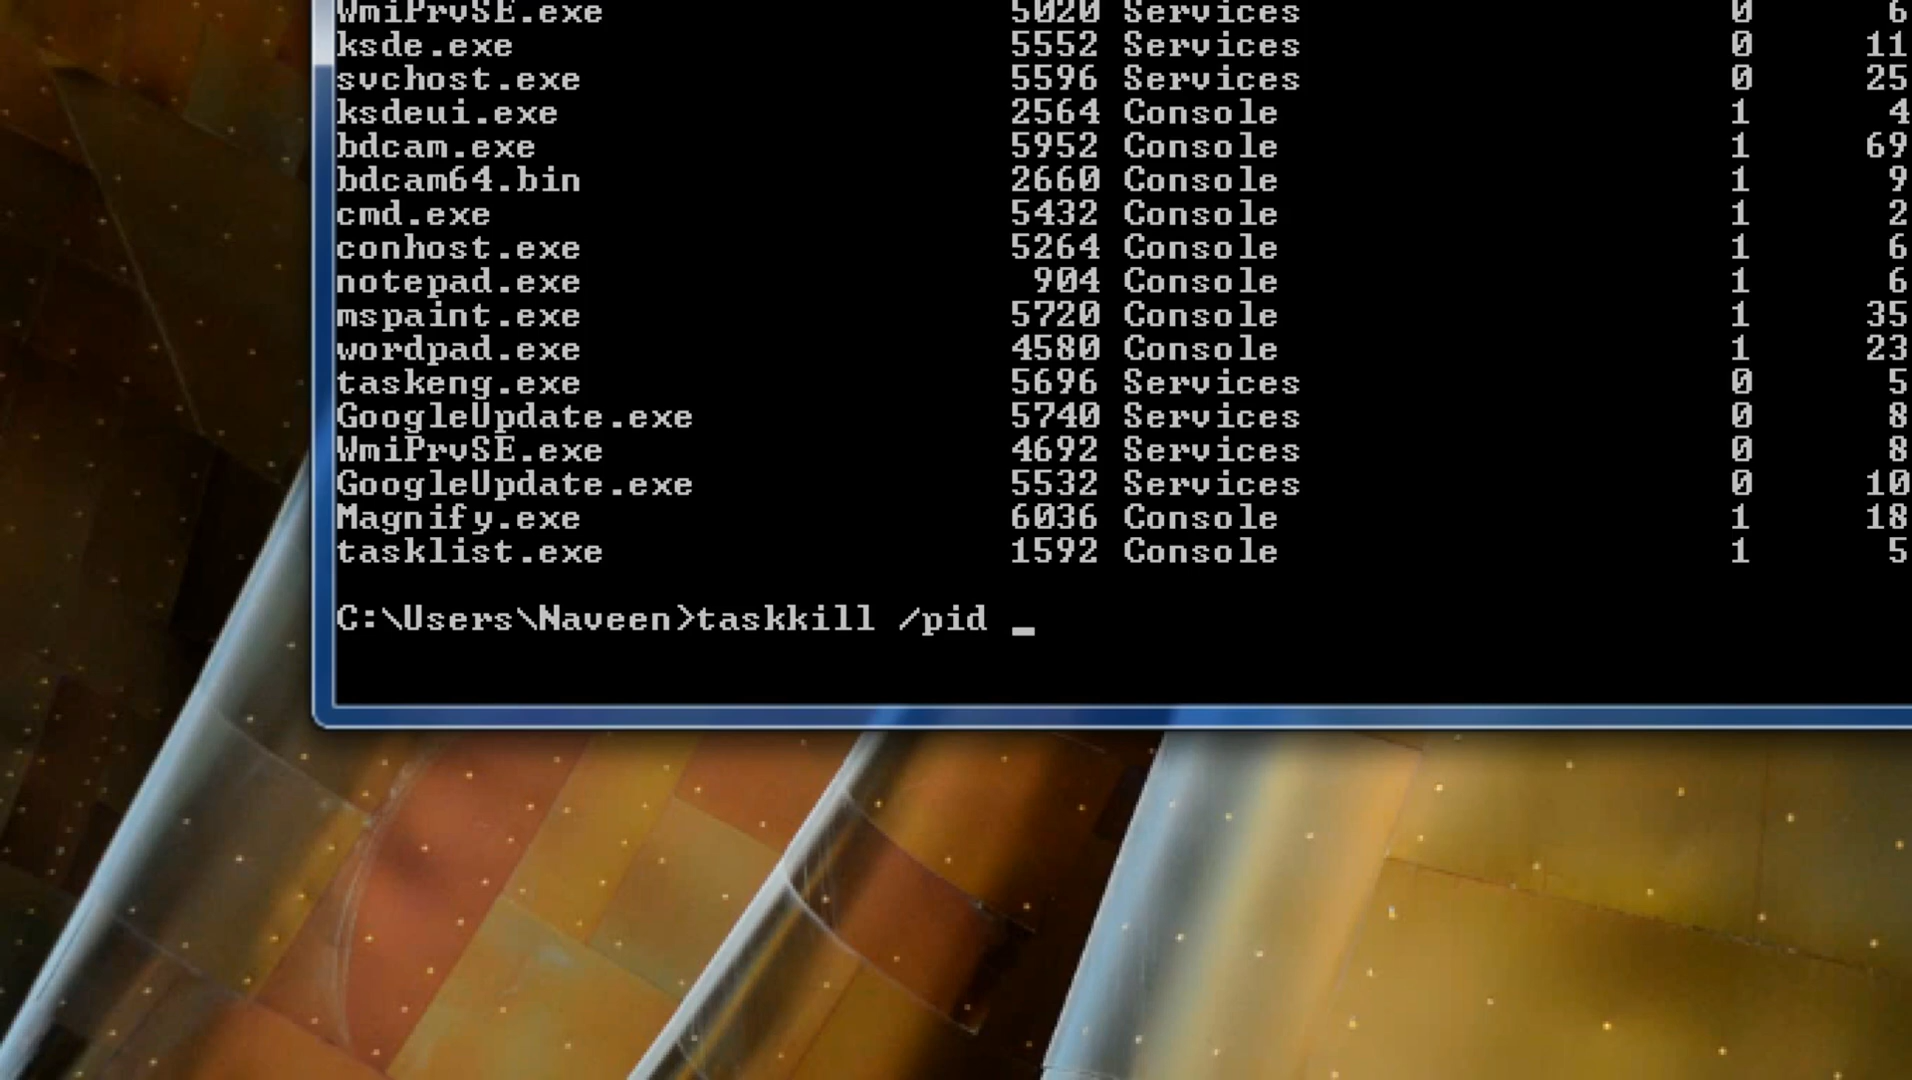 WmiPrvSE.exe 5020 Services 0 6
ksde.exe 5552 Services 0 11
svchost.exe 5596 Services 0 25
ksdeui.exe 2564 Console 1 4
bdcam.exe 5952 Console 1 69
bdcam64.bin 2660 Console 1 9
cmd.exe 5432 Console 1 2
conhost.exe 5264 Console 1 6
notepad.exe 904 Console 1 6
mspaint.exe 5720 Console 1 35
wordpad.exe 4580 Console 1 23
taskeng.exe 5696 Services 0 5
GoogleUpdate.exe 5740 Services 0 8
WmiPrvSE.exe 4692 Services 0 8
GoogleUpdate.exe 5532 Services 0 10
Magnify.exe 6036 Console 1 18
tasklist.exe 1592 Console 1 5
C:\Users\Naveen>taskkill /pid _